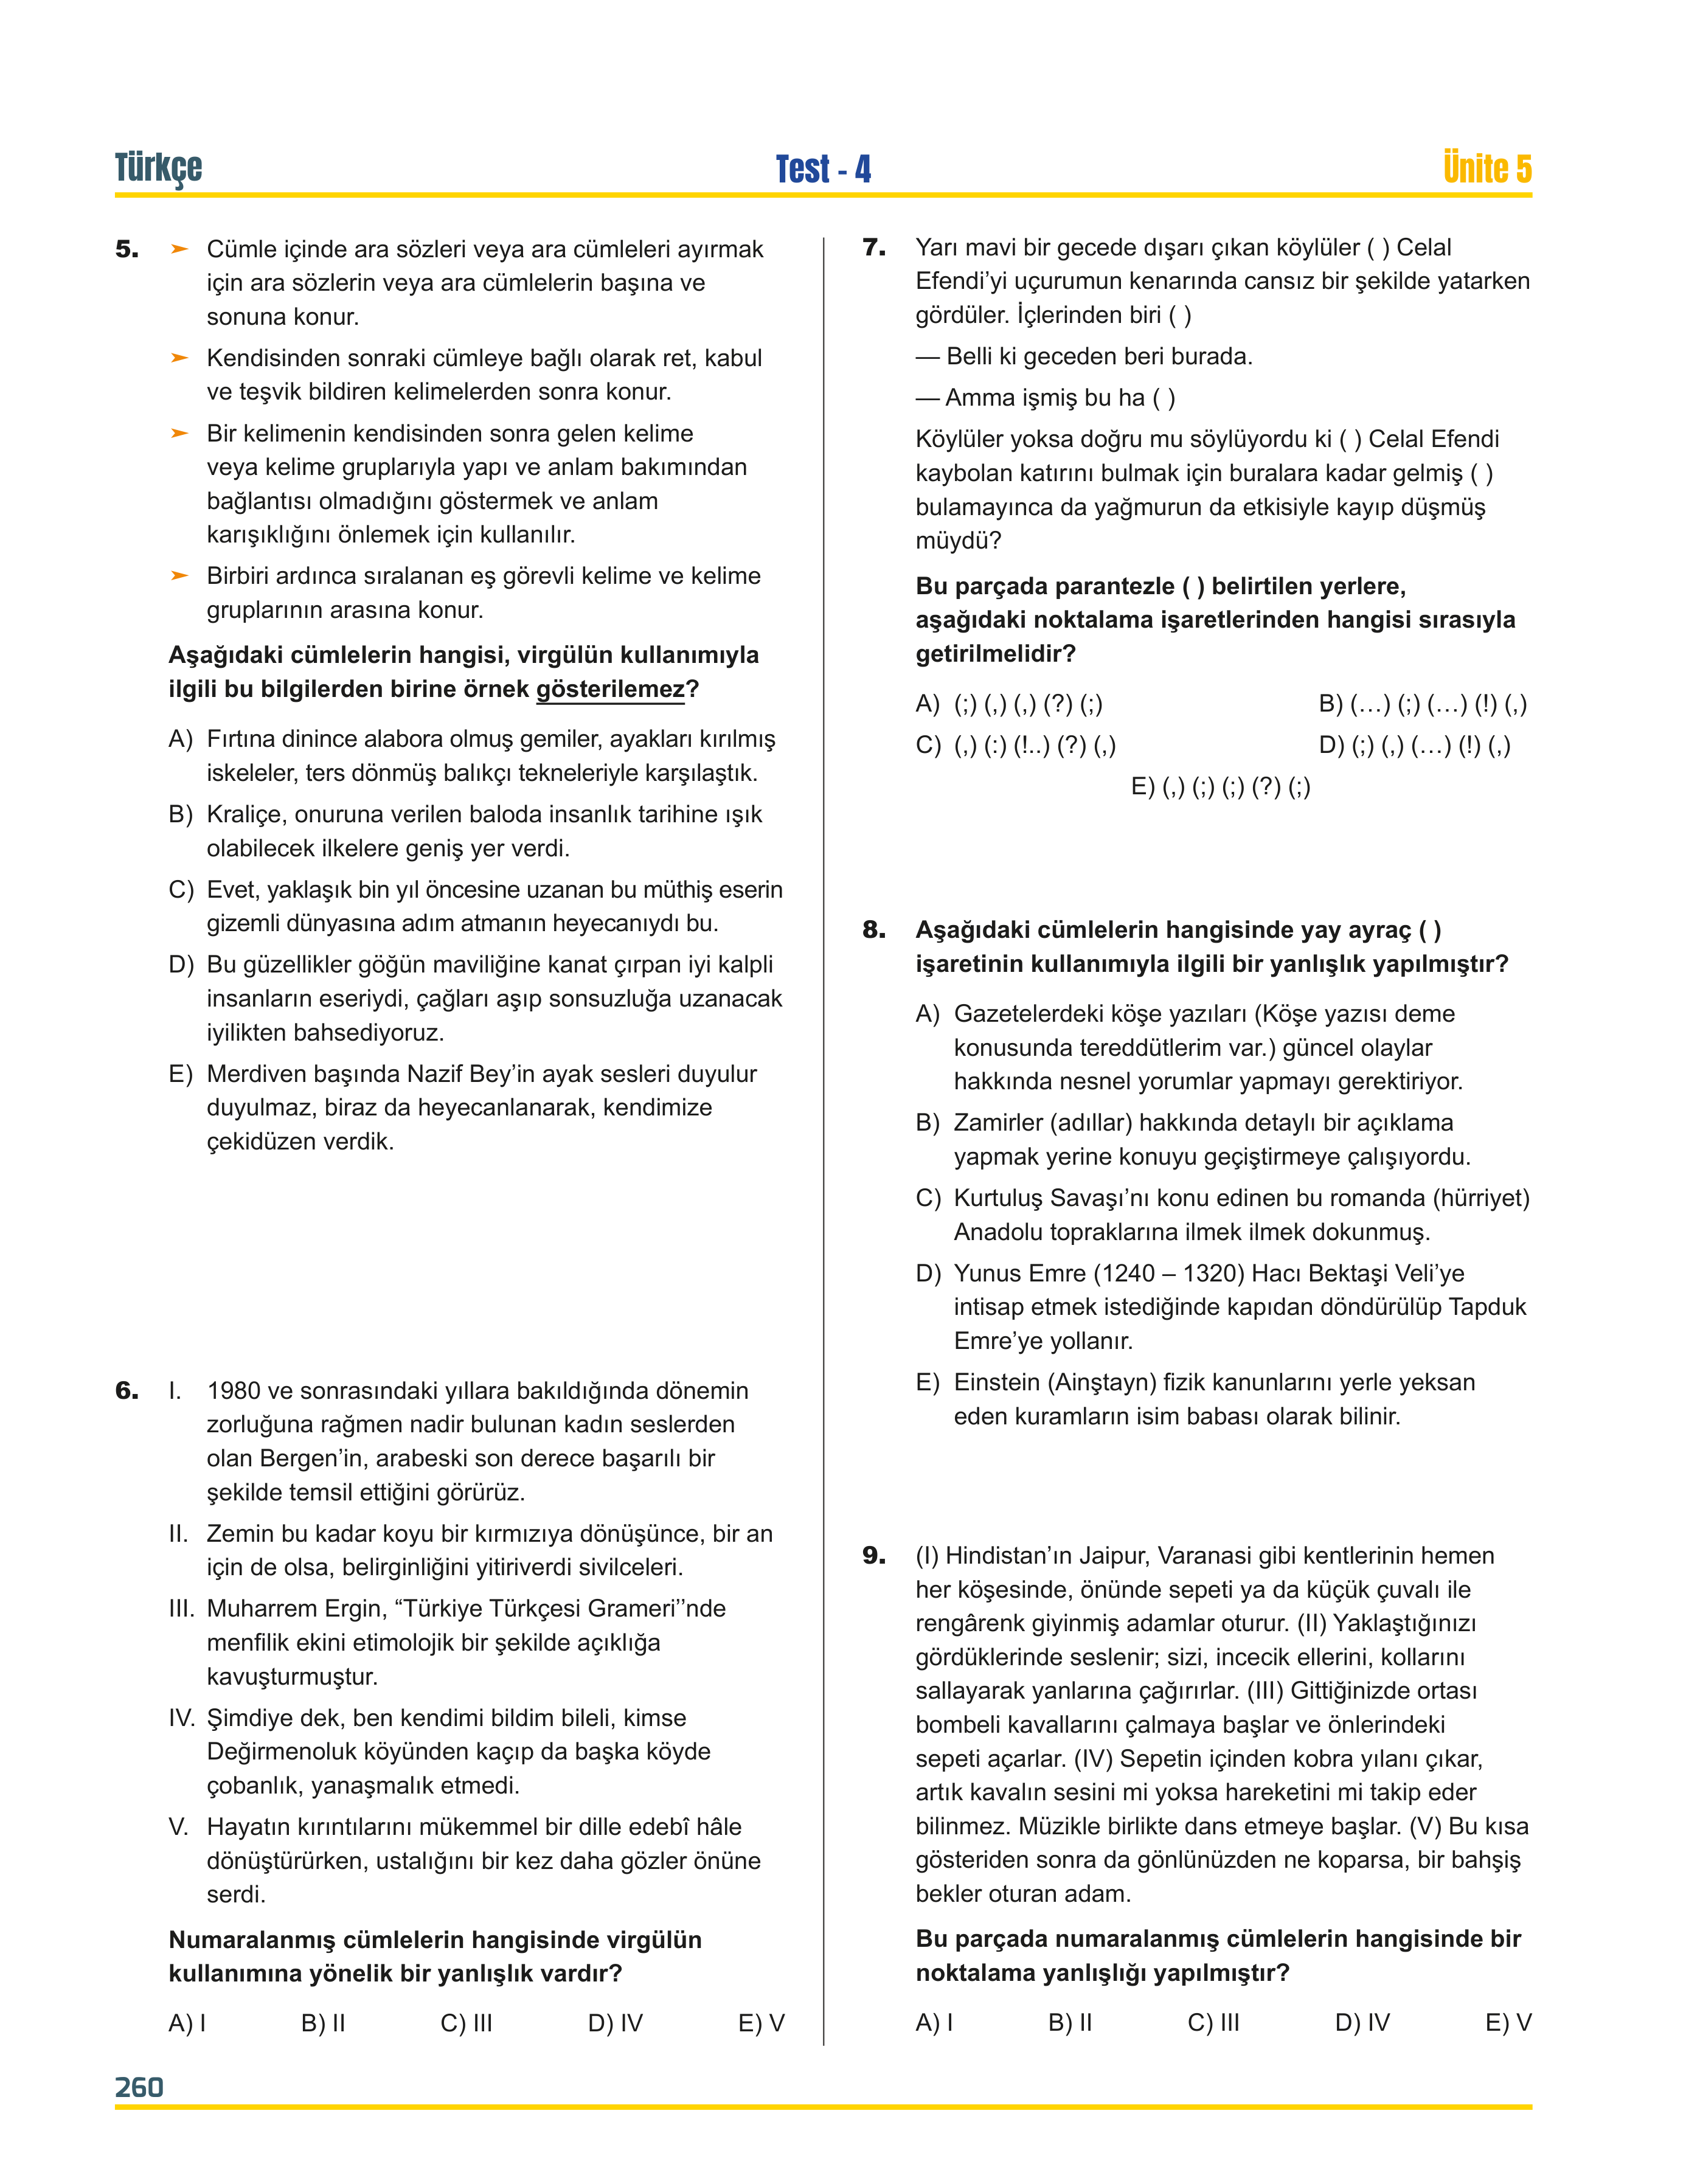 Türkçe
Test - 4
Ünite 5
5. ➢ Cümle içinde ara sözleri veya ara cümleleri ayırmak
için ara sözlerin veya ara cümlelerin başına ve
sonuna konur.
➢ Kendisinden sonraki cümleye bağlı olarak ret, kabul
ve teşvik bildiren kelimelerden sonra konur.
➢ Bir kelimenin kendisinden sonra gelen kelime
veya kelime gruplarıyla yapı ve anlam bakımından
bağlantısı olmadığını göstermek ve anlam
karışıklığını önlemek için kullanılır.
➢ Birbiri ardınca sıralanan eş görevli kelime ve kelime
gruplarının arasına konur.
Aşağıdaki cümlelerin hangisi, virgülün kullanımıyla
ilgili bu bilgilerden birine örnek gösterilemez?
A) Fırtına dinince alabora olmuş gemiler, ayakları kırılmış
iskeleler, ters dönmüş balıkçı tekneleriyle karşılaştık.
B) Kraliçe, onuruna verilen baloda insanlık tarihine ışık
olabilecek ilkelere geniş yer verdi.
C) Evet, yaklaşık bin yıl öncesine uzanan bu müthiş eserin
gizemli dünyasına adım atmanın heyecanıydı bu.
D) Bu güzellikler göğün maviliğine kanat çırpan iyi kalpli
insanların eseriydi, çağları aşıp sonsuzluğa uzanacak
iyilikten bahsediyoruz.
E) Merdiven başında Nazif Bey’in ayak sesleri duyulur
duyulmaz, biraz da heyecanlanarak, kendimize
çekidüzen verdik.
6. I. 1980 ve sonrasındaki yıllara bakıldığında dönemin
zorluğuna rağmen nadir bulunan kadın seslerden
olan Bergen’in, arabeski son derece başarılı bir
şekilde temsil ettiğini görürüz.
II. Zemin bu kadar koyu bir kırmızıya dönüşünce, bir an
için de olsa, belirginliğini yitiriverdi sivilceleri.
III. Muharrem Ergin, “Türkiye Türkçesi Grameri’’nde
menfilik ekini etimolojik bir şekilde açıklığa
kavuşturmuştur.
IV. Şimdiye dek, ben kendimi bildim bileli, kimse
Değirmenoluk köyünden kaçıp da başka köyde
çobanlık, yanaşmalık etmedi.
V. Hayatın kırıntılarını mükemmel bir dille edebî hâle
dönüştürürken, ustalığını bir kez daha gözler önüne
serdi.
Numaralanmış cümlelerin hangisinde virgülün
kullanımına yönelik bir yanlışlık vardır?
A) I B) II C) III D) IV E) V
7. Yarı mavi bir gecede dışarı çıkan köylüler ( ) Celal
Efendi’yi uçurumun kenarında cansız bir şekilde yatarken
gördüler. İçlerinden biri ( )
— Belli ki geceden beri burada.
— Amma işmiş bu ha ( )
Köylüler yoksa doğru mu söylüyordu ki ( ) Celal Efendi
kaybolan katırını bulmak için buralara kadar gelmiş ( )
bulamayınca da yağmurun da etkisiyle kayıp düşmüş
müydü?
Bu parçada parantezle ( ) belirtilen yerlere,
aşağıdaki noktalama işaretlerinden hangisi sırasıyla
getirilmelidir?
A) (;) (,) (,) (?) (;) B) (…) (;) (…) (!) (,)
C) (,) (:) (!..) (?) (,) D) (;) (,) (…) (!) (,)
E) (,) (;) (;) (?) (;)
8. Aşağıdaki cümlelerin hangisinde yay ayraç ( )
işaretinin kullanımıyla ilgili bir yanlışlık yapılmıştır?
A) Gazetelerdeki köşe yazıları (Köşe yazısı deme
konusunda tereddütlerim var.) güncel olaylar
hakkında nesnel yorumlar yapmayı gerektiriyor.
B) Zamirler (adıllar) hakkında detaylı bir açıklama
yapmak yerine konuyu geçiştirmeye çalışıyordu.
C) Kurtuluş Savaşı’nı konu edinen bu romanda (hürriyet)
Anadolu topraklarına ilmek ilmek dokunmuş.
D) Yunus Emre (1240 – 1320) Hacı Bektaşi Veli’ye
intisap etmek istediğinde kapıdan döndürülüp Tapduk
Emre’ye yollanır.
E) Einstein (Ainştayn) fizik kanunlarını yerle yeksan
eden kuramların isim babası olarak bilinir.
9. (I) Hindistan’ın Jaipur, Varanasi gibi kentlerinin hemen
her köşesinde, önünde sepeti ya da küçük çuvalı ile
rengârenk giyinmiş adamlar oturur. (II) Yaklaştığınızı
gördüklerinde seslenir; sizi, incecik ellerini, kollarını
sallayarak yanlarına çağırırlar. (III) Gittiğinizde ortası
bombeli kavallarını çalmaya başlar ve önlerindeki
sepeti açarlar. (IV) Sepetin içinden kobra yılanı çıkar,
artık kavalın sesini mi yoksa hareketini mi takip eder
bilinmez. Müzikle birlikte dans etmeye başlar. (V) Bu kısa
gösteriden sonra da gönlünüzden ne koparsa, bir bahşiş
bekler oturan adam.
Bu parçada numaralanmış cümlelerin hangisinde bir
noktalama yanlışlığı yapılmıştır?
A) I B) II C) III D) IV E) V
260